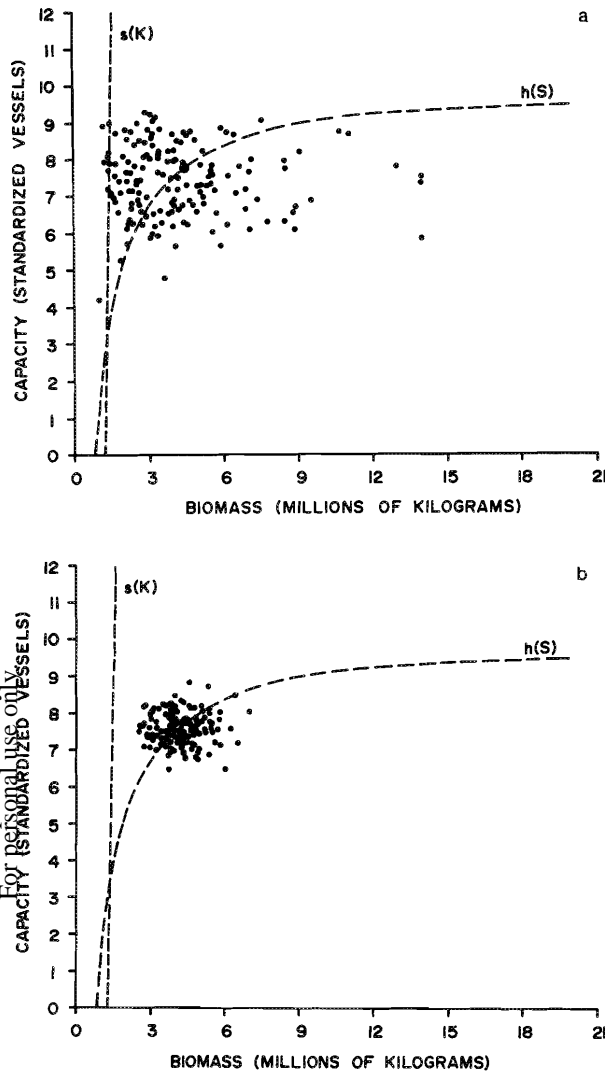 a
12
s(K)
11
10
h(S)
9
8
7
6
5
4
3
2
1
0
CAPACITY (STANDARDIZED VESSELS)
0 3 6 9 12 15 18 21
BIOMASS (MILLIONS OF KILOGRAMS)
b
12
s(K)
11
10
h(S)
9
8
7
6
5
4
3
2
1
0
CAPACITY (STANDARDIZED VESSELS)
For personal use only.
0 3 6 9 12 15 18 21
BIOMASS (MILLIONS OF KILOGRAMS)